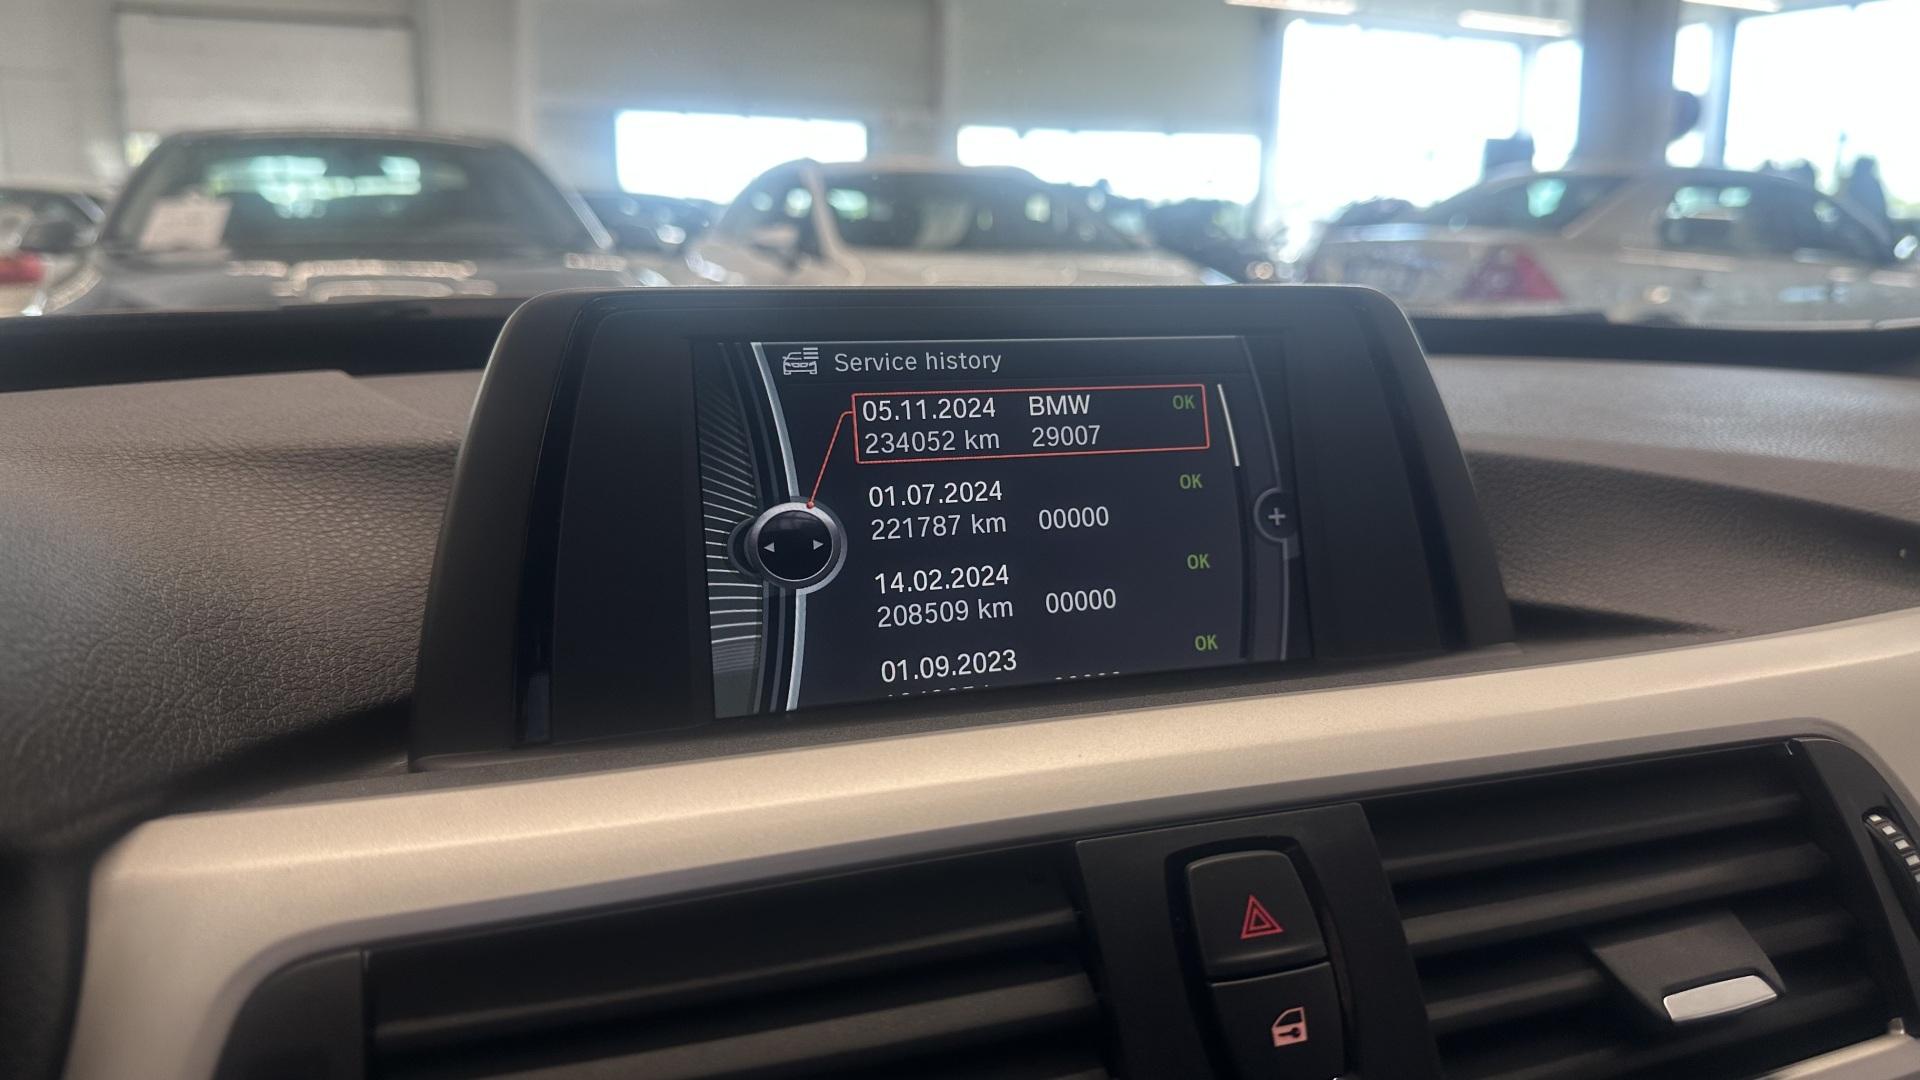 Service history
05.11.2024 BMW OK
234052 km 29007
01.07.2024 OK
221787 km 00000
14.02.2024 OK
208509 km 00000
01.09.2023 OK